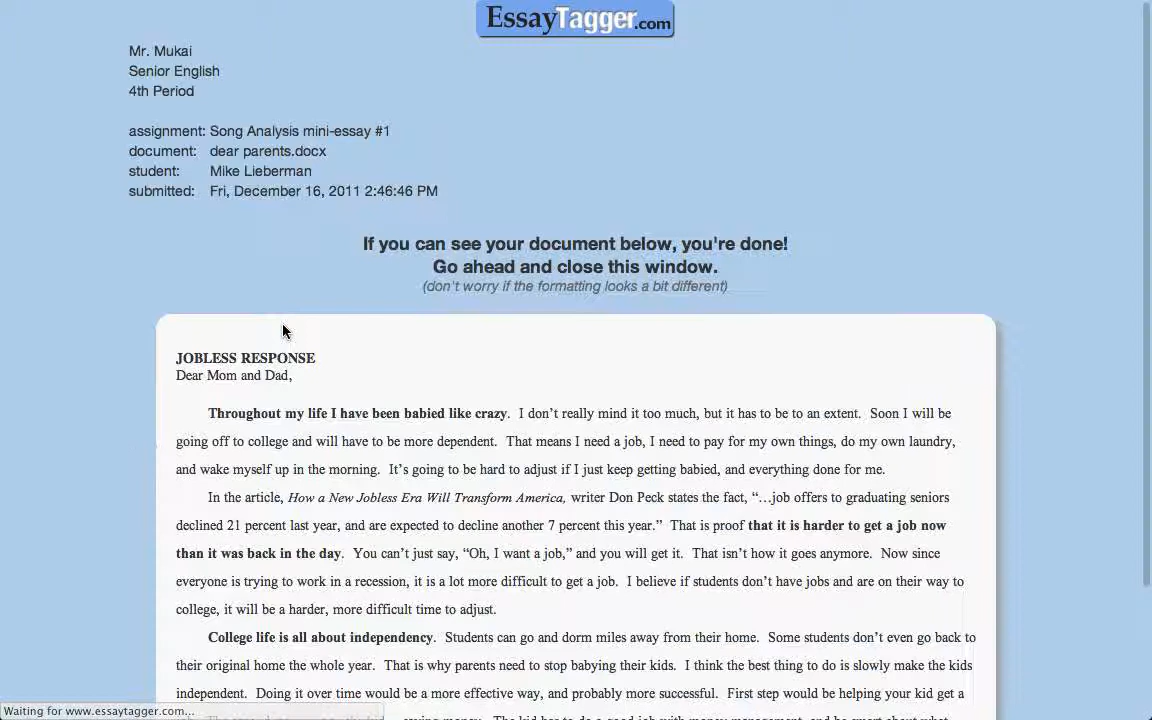 EssayTagger.com
Mr. Mukai
Senior English
4th Period
assignment: Song Analysis mini-essay #1
document: dear parents.docx
student: Mike Lieberman
submitted: Fri, December 16, 2011 2:46:46 PM
If you can see your document below, you're done!
Go ahead and close this window.
(don't worry if the formatting looks a bit different)
JOBLESS RESPONSE
Dear Mom and Dad,
Throughout my life I have been babied like crazy. I don't really mind it too much, but it has to be to an extent. Soon I will be
going off to college and will have to be more dependent. That means I need a job, I need to pay for my own things, do my own laundry,
and wake myself up in the morning. It's going to be hard to adjust if I just keep getting babied, and everything done for me.
In the article, How a New Jobless Era Will Transform America, writer Don Peck states the fact, “…job offers to graduating seniors
declined 21 percent last year, and are expected to decline another 7 percent this year.” That is proof that it is harder to get a job now
than it was back in the day. You can't just say, “Oh, I want a job,” and you will get it. That isn't how it goes anymore. Now since
everyone is trying to work in a recession, it is a lot more difficult to get a job. I believe if students don't have jobs and are on their way to
college, it will be a harder, more difficult time to adjust.
College life is all about independency. Students can go and dorm miles away from their home. Some students don't even go back to
their original home the whole year. That is why parents need to stop babying their kids. I think the best thing to do is slowly make the kids
independent. Doing it over time would be a more effective way, and probably more successful. First step would be helping your kid get a
saving money. The kid has to do a good job with money management, and be smart about what
Waiting for www.essaytagger.com...